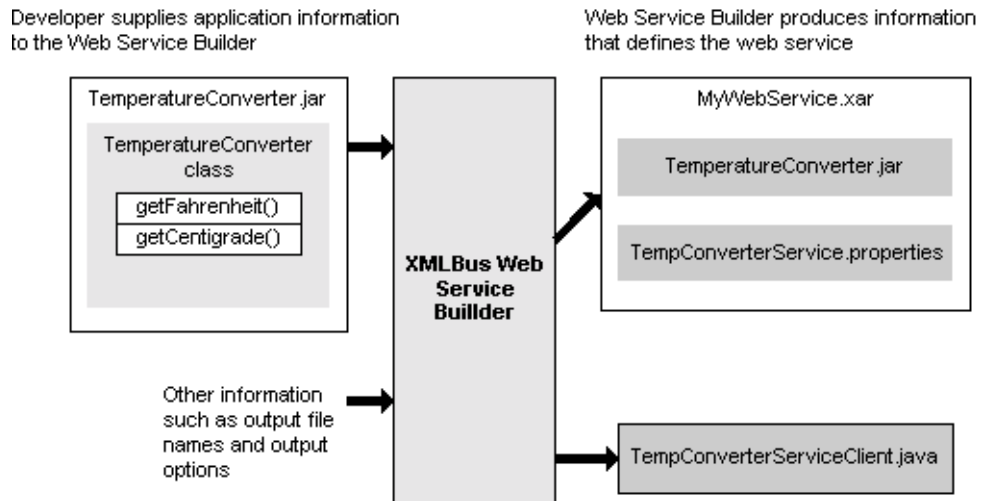 Developer supplies application information
to the Web Service Builder
Web Service Builder produces information
that defines the web service
TemperatureConverter.jar
TemperatureConverter
class
getFahrenheit()
getCentigrade()
Other information
such as output file
names and output
options
XMLBus Web
Service
Buillder
MyWebService.xar
TemperatureConverter.jar
TempConverterService.properties
TempConverterServiceClient.java